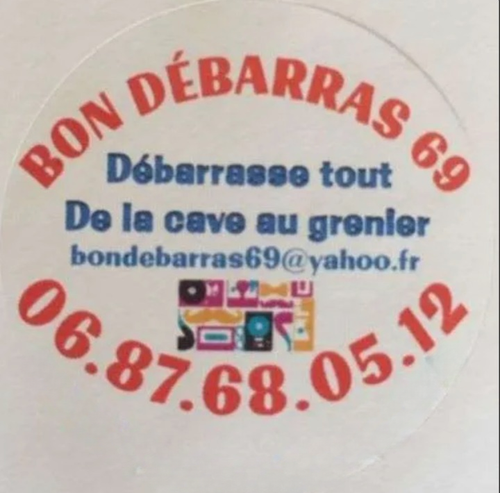 BON DÉBARRAS 69
Débarrasse tout
De la cave au grenier
bondebarras69@yahoo.fr
06.87.68.05.12